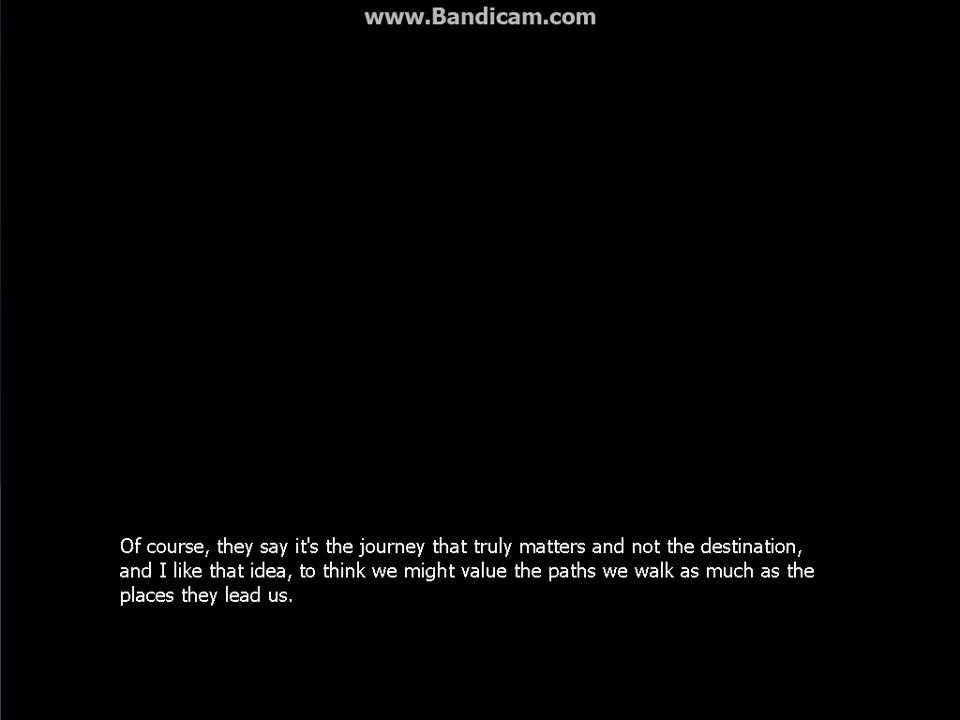 www.Bandicam.com
Of course, they say it's the journey that truly matters and not the destination,
and I like that idea, to think we might value the paths we walk as much as the
places they lead us.